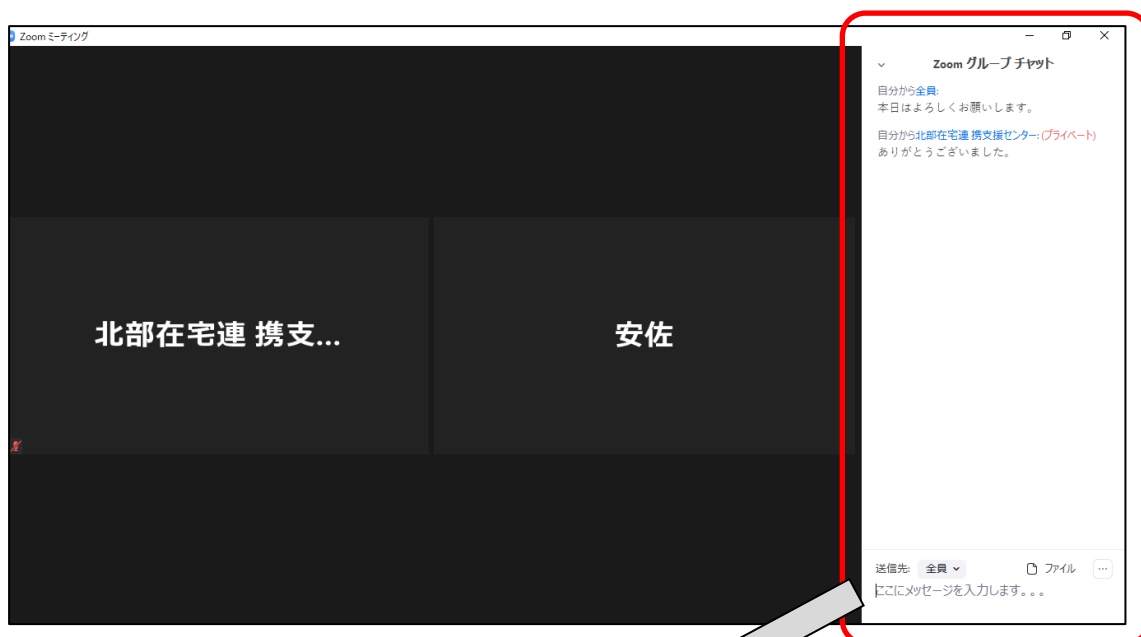 Zoom ミーティング
Zoom グループ チャット
自分から全員:
本日はよろしくお願いします。
自分から北部在宅連 携支援センター: (プライベート)
ありがとうございました。
北部在宅連 携支...
安佐
送信先: 全員
ファイル
...
ここにメッセージを入力します。。。